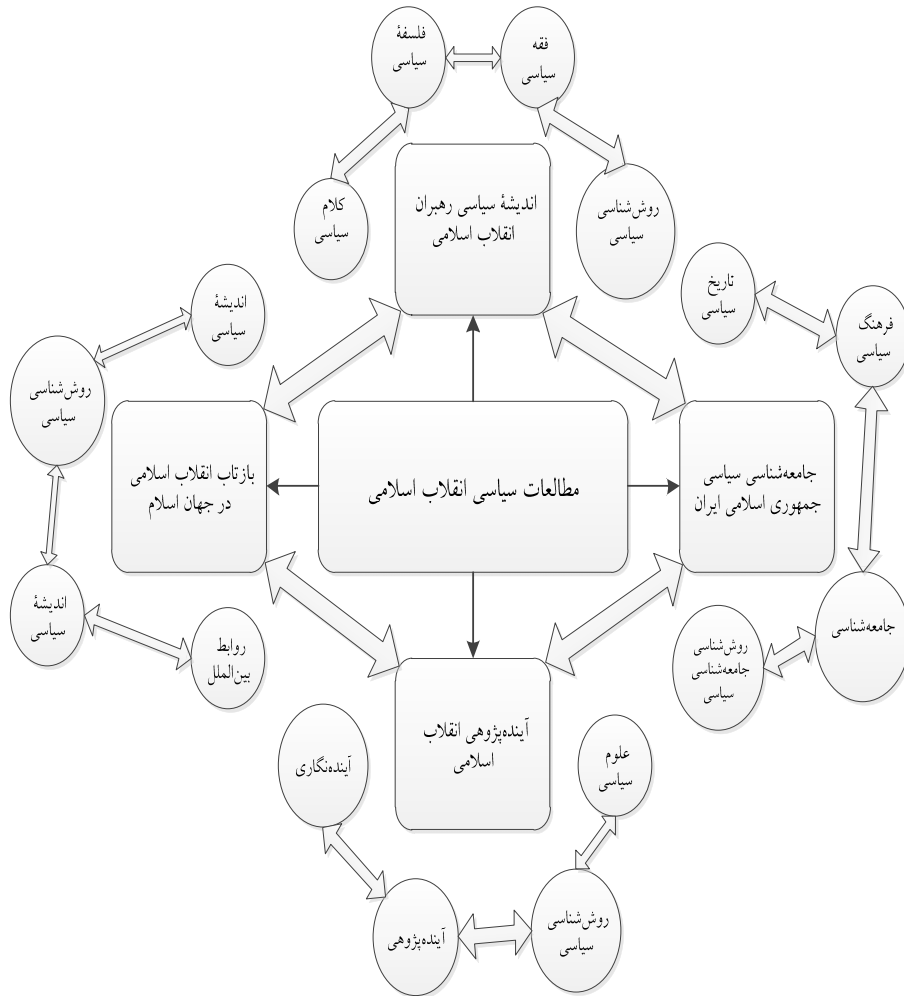 فلسفهٔ
سیاسی
فقه
سیاسی
کلام
سیاسی
اندیشهٔ سیاسی رهبران
انقلاب اسلامی
روش‌شناسی
سیاسی
تاریخ
سیاسی
فرهنگ
سیاسی
اندیشهٔ
سیاسی
روش‌شناسی
سیاسی
جامعه‌شناسی سیاسی
جمهوری اسلامی ایران
مطالعات سیاسی انقلاب اسلامی
بازتاب انقلاب اسلامی
در جهان اسلام
اندیشهٔ
سیاسی
روابط
بین‌الملل
جامعه‌شناسی
روش‌شناسی
جامعه‌شناسی
سیاسی
آینده‌پژوهی انقلاب
اسلامی
علوم
سیاسی
آینده‌نگاری
روش‌شناسی
سیاسی
آینده‌پژوهی